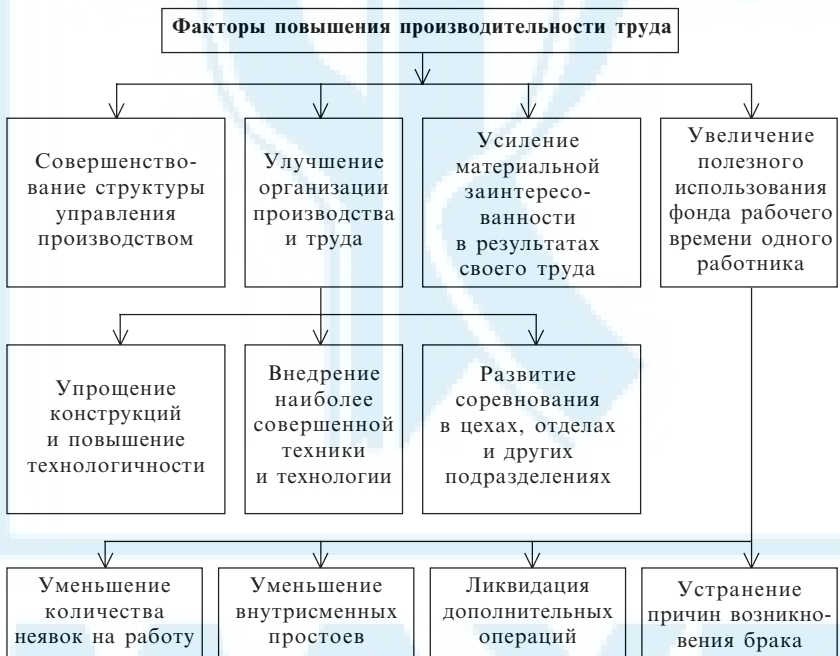 Факторы повышения производительности труда
Совершенство-
вание структуры
управления
производством
Улучшение
организации
производства
и труда
Усиление
материальной
заинтересо-
ванности
в результатах
своего труда
Увеличение
полезного
использования
фонда рабочего
времени одного
работника
Упрощение
конструкций
и повышение
технологичности
Внедрение
наиболее
совершенной
техники
и технологии
Развитие
соревнования
в цехах, отделах
и других
подразделениях
Уменьшение
количества
неявок на работу
Уменьшение
внутрисменных
простоев
Ликвидация
дополнительных
операций
Устранение
причин возникно-
вения брака